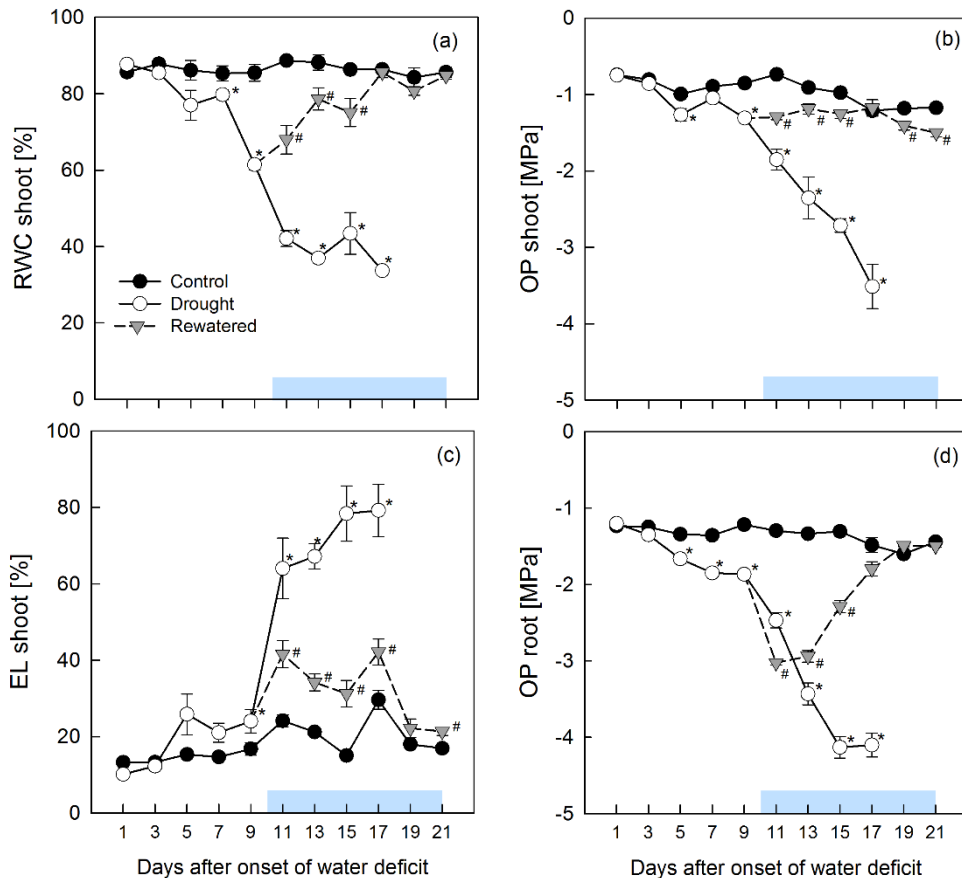 100
80
60
40
20
0
RWC shoot [%]
(a)
* * * * * *
# # #
Control
Drought
Rewatered
0
-1
-2
-3
-4
-5
OP shoot [MPa]
(b)
* * * * * *
# # # # #
100
80
60
40
20
0
EL shoot [%]
(c)
* * * * *
# # # # #
1 3 5 7 9 11 13 15 17 19 21
Days after onset of water deficit
0
-1
-2
-3
-4
-5
OP root [MPa]
(d)
* * * * * * *
# # #
1 3 5 7 9 11 13 15 17 19 21
Days after onset of water deficit